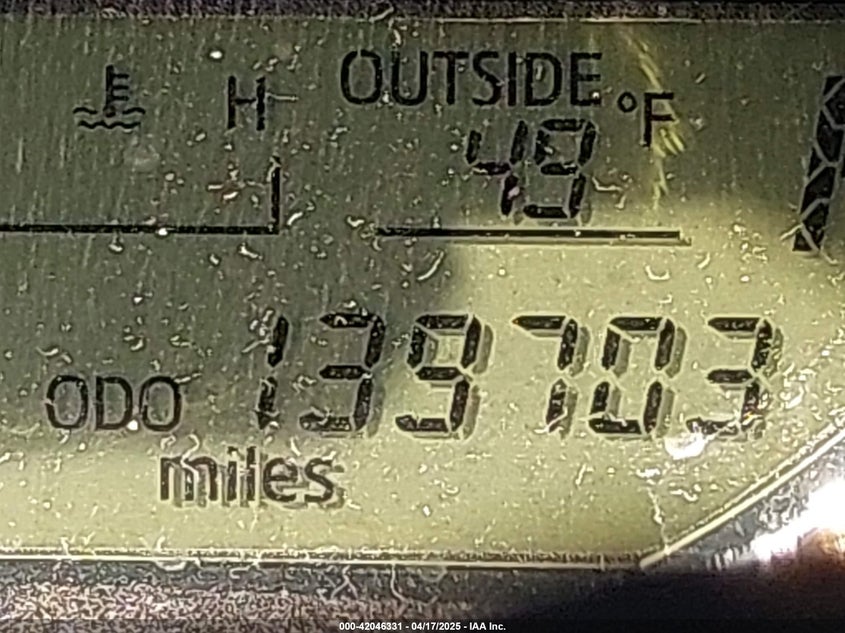 H OUTSIDE °F
49
ODO 139703
miles
000-42046331 - 04/17/2025 - IAA Inc.